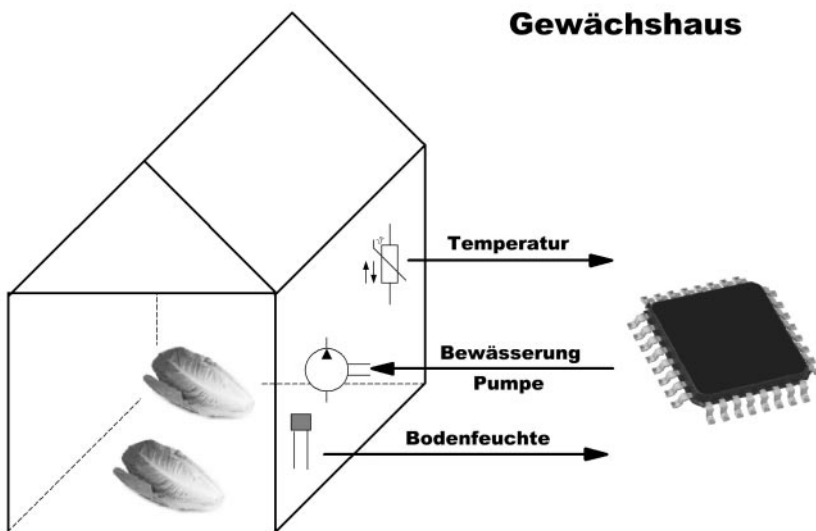 Gewächshaus
Temperatur
Bewässerung
Pumpe
Bodenfeuchte